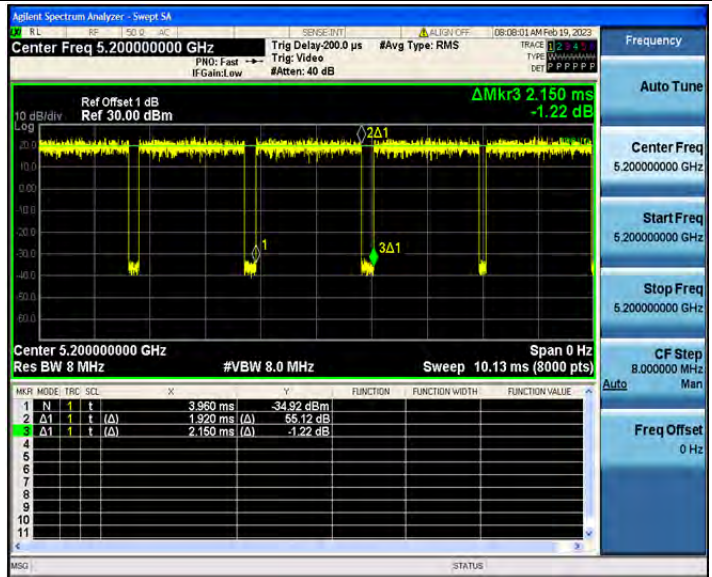 Agilent Spectrum Analyzer - Swept SA
RL RF 50 Ω AC SENSE:INT ALIGN OFF 08:08:01 AM Feb 19, 2023
Center Freq 5.200000000 GHz
PNO: Fast
IFGain:Low
Trig Delay-200.0 µs
Trig: Video
#Atten: 40 dB
#Avg Type: RMS
TRACE 1 2 3 4 5 6
TYPE
DET P P P P P P
ΔMkr3 2.150 ms
-1.22 dB
Ref Offset 1 dB
10 dB/div Ref 30.00 dBm
Log
20.0
10.0
0.00
-10.0
-20.0
-30.0
-40.0
-50.0
-60.0
2Δ1
1
3Δ1
Center 5.200000000 GHz Span 0 Hz
Res BW 8 MHz #VBW 8.0 MHz Sweep 10.13 ms (8000 pts)
MKR MODE TRC SCL X Y FUNCTION FUNCTION WIDTH FUNCTION VALUE
1 N 1 t 3.960 ms -34.92 dBm
2 Δ1 1 t (Δ) 1.920 ms (Δ) 55.12 dB
3 Δ1 1 t (Δ) 2.150 ms (Δ) -1.22 dB
4
5
6
7
8
9
10
11
MSG STATUS
Frequency
Auto Tune
Center Freq
5.200000000 GHz
Start Freq
5.200000000 GHz
Stop Freq
5.200000000 GHz
CF Step
8.000000 MHz
Auto Man
Freq Offset
0 Hz